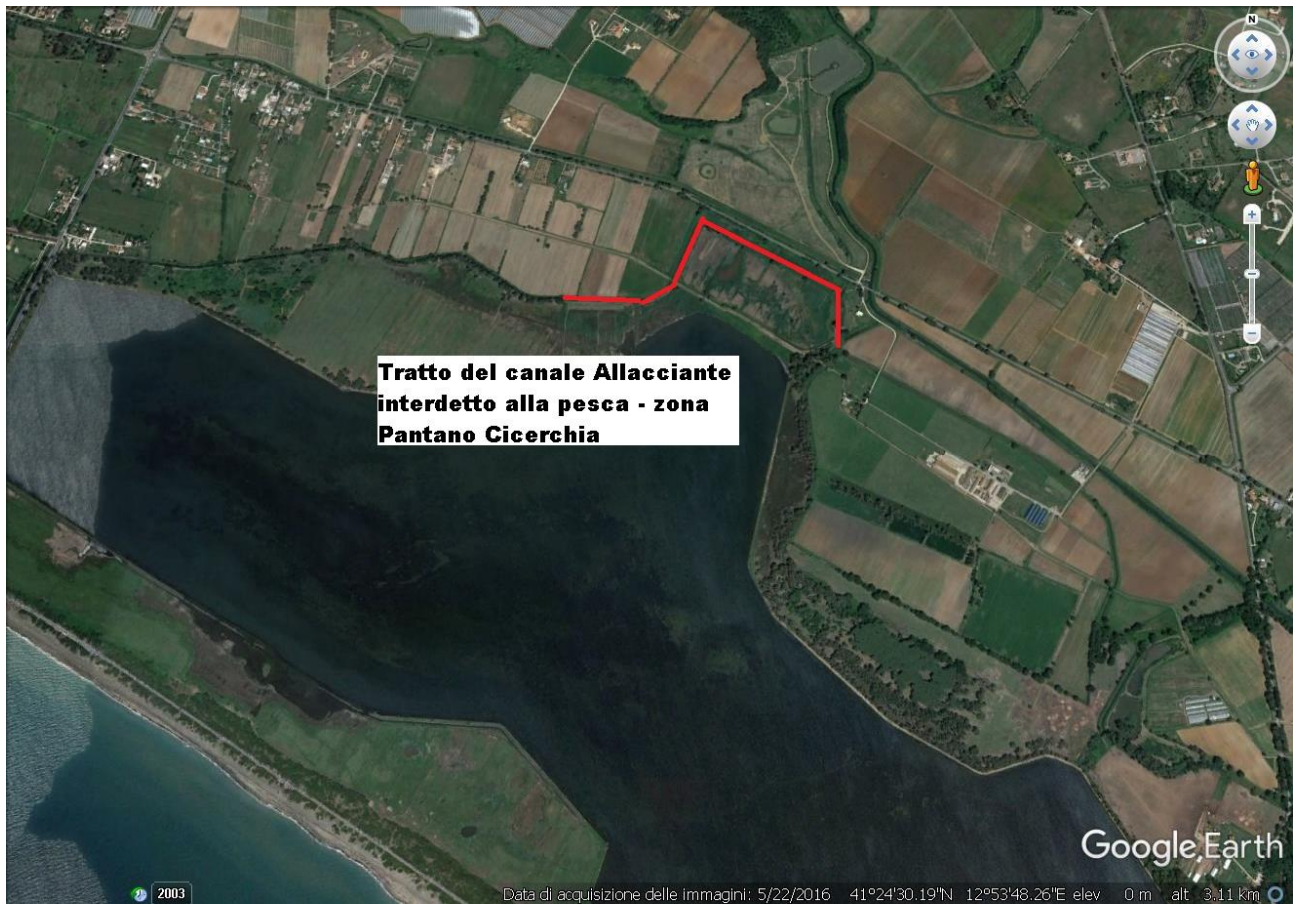 N
Tratto del canale Allacciante
interdetto alla pesca - zona
Pantano Cicerchia
Google Earth
2003
Data di acquisizione delle immagini: 5/22/2016 41°24'30.19"N 12°53'48.26"E elev 0 m alt 3.11 km